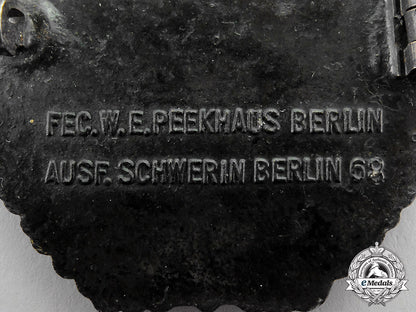 FEC. W. E. PEEKHAUS BERLIN
AUSF. SCHWERIN BERLIN 68
eMedals